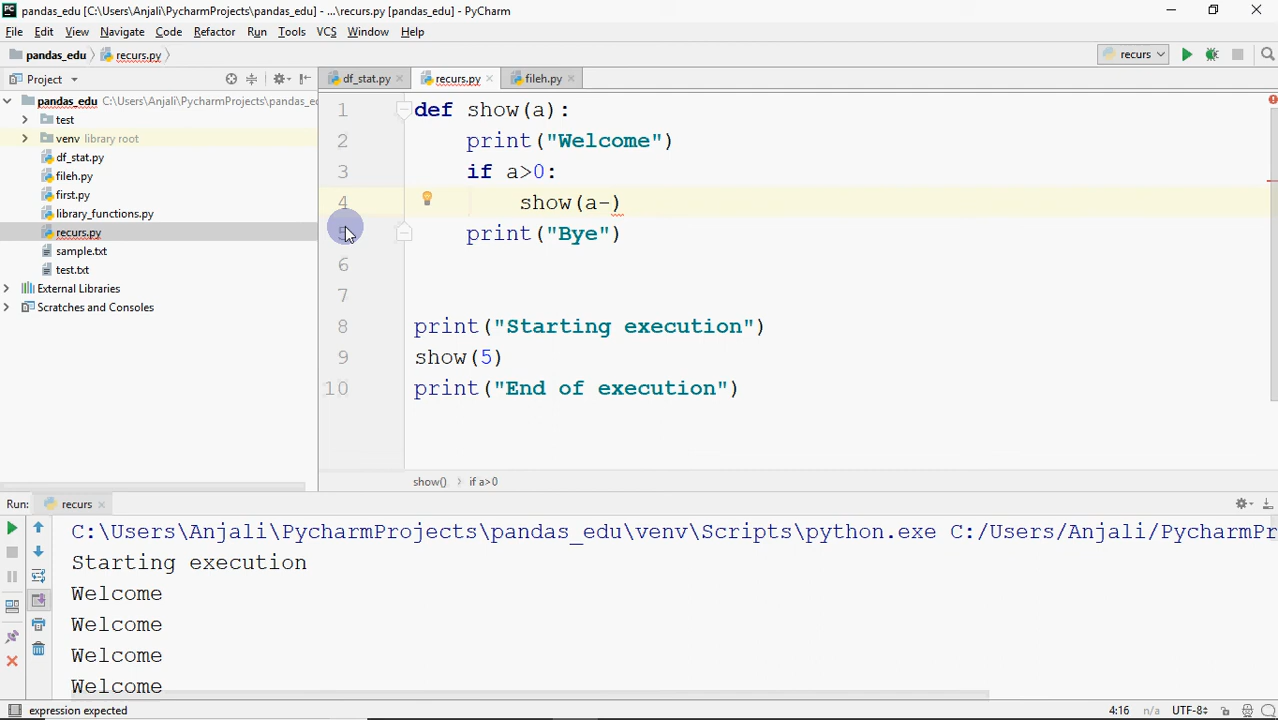 pandas_edu [C:\Users\Anjali\PycharmProjects\pandas_edu] - ...\recurs.py [pandas_edu] - PyCharm
File Edit View Navigate Code Refactor Run Tools VCS Window Help
pandas_edu recurs.py recurs
Project df_stat.py recurs.py fileh.py
pandas_edu C:\Users\Anjali\PycharmProjects\pandas_e
test
venv library root
df_stat.py
fileh.py
first.py
library_functions.py
recurs.py
sample.txt
test.txt
External Libraries
Scratches and Consoles
1 def show(a):
2 print("Welcome")
3 if a>0:
4 show(a-)
5 print("Bye")
6
7
8 print("Starting execution")
9 show(5)
10 print("End of execution")
show() if a>0
Run: recurs
C:\Users\Anjali\PycharmProjects\pandas_edu\venv\Scripts\python.exe C:/Users/Anjali/PycharmPr
Starting execution
Welcome
Welcome
Welcome
Welcome
expression expected 4:16 n/a UTF-8